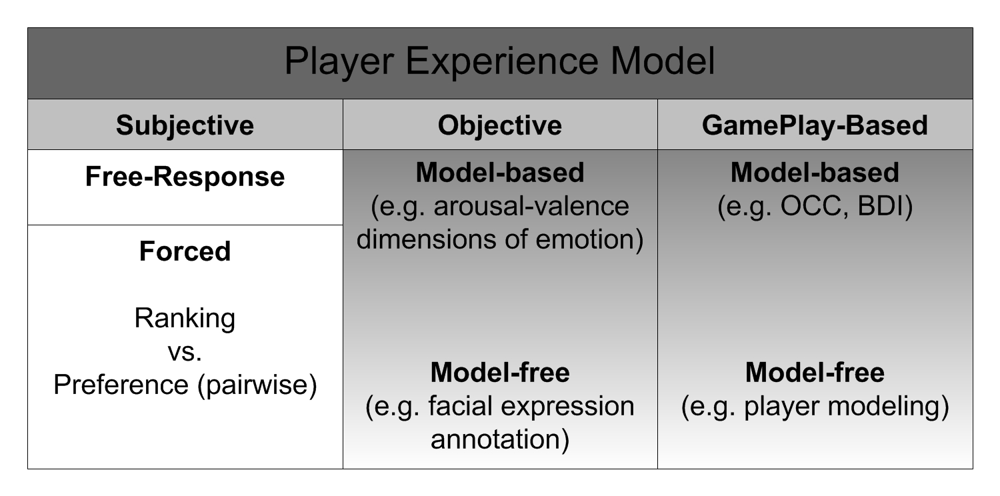 Player Experience Model
Subjective
Objective
GamePlay-Based
Free-Response
Forced
Ranking
vs.
Preference (pairwise)
Model-based
(e.g. arousal-valence
dimensions of emotion)
Model-free
(e.g. facial expression
annotation)
Model-based
(e.g. OCC, BDI)
Model-free
(e.g. player modeling)